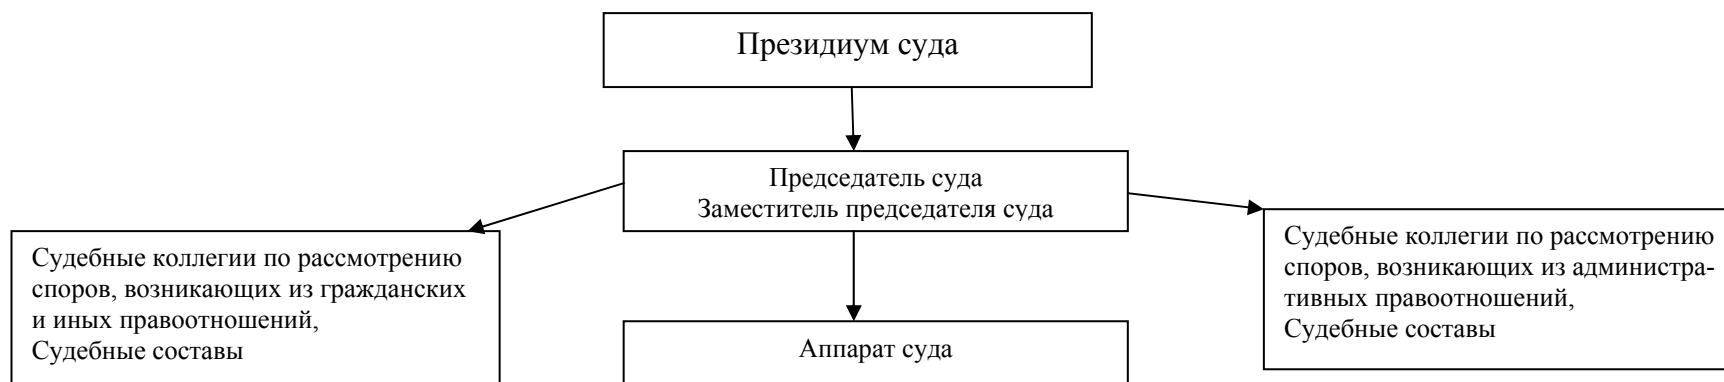 Президиум суда
Председатель суда
Заместитель председателя суда
Судебные коллегии по рассмотрению
споров, возникающих из гражданских
и иных правоотношений,
Судебные составы
Аппарат суда
Судебные коллегии по рассмотрению
споров, возникающих из администра-
тивных правоотношений,
Судебные составы